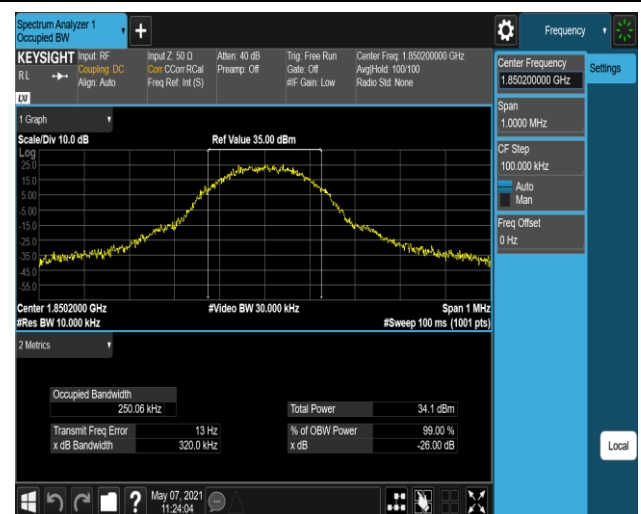 Spectrum Analyzer 1
Occupied BW
+
Frequency
KEYSIGHT
Input: RF
Coupling: DC
Align: Auto
Input Z: 50 Ω
Corr CCorr RCal
Freq Ref: Int (S)
Atten: 40 dB
Preamp: Off
Trig: Free Run
Gate: Off
#IF Gain: Low
Center Freq: 1.850200000 GHz
Avg|Hold: 100/100
Radio Std: None
RL
LXI
Center Frequency
1.850200000 GHz
Settings
Span
1.0000 MHz
CF Step
100.000 kHz
Auto
Man
Freq Offset
0 Hz
1 Graph
Scale/Div 10.0 dB
Ref Value 35.00 dBm
Log
25.0
15.0
5.00
-5.00
-15.0
-25.0
-35.0
-45.0
-55.0
Center 1.8502000 GHz
#Video BW 30.000 kHz
Span 1 MHz
#Res BW 10.000 kHz
#Sweep 100 ms (1001 pts)
2 Metrics
Occupied Bandwidth
250.06 kHz
Total Power
34.1 dBm
Transmit Freq Error
13 Hz
% of OBW Power
99.00 %
x dB Bandwidth
320.0 kHz
x dB
-26.00 dB
Local
?
May 07, 2021
11:24:04